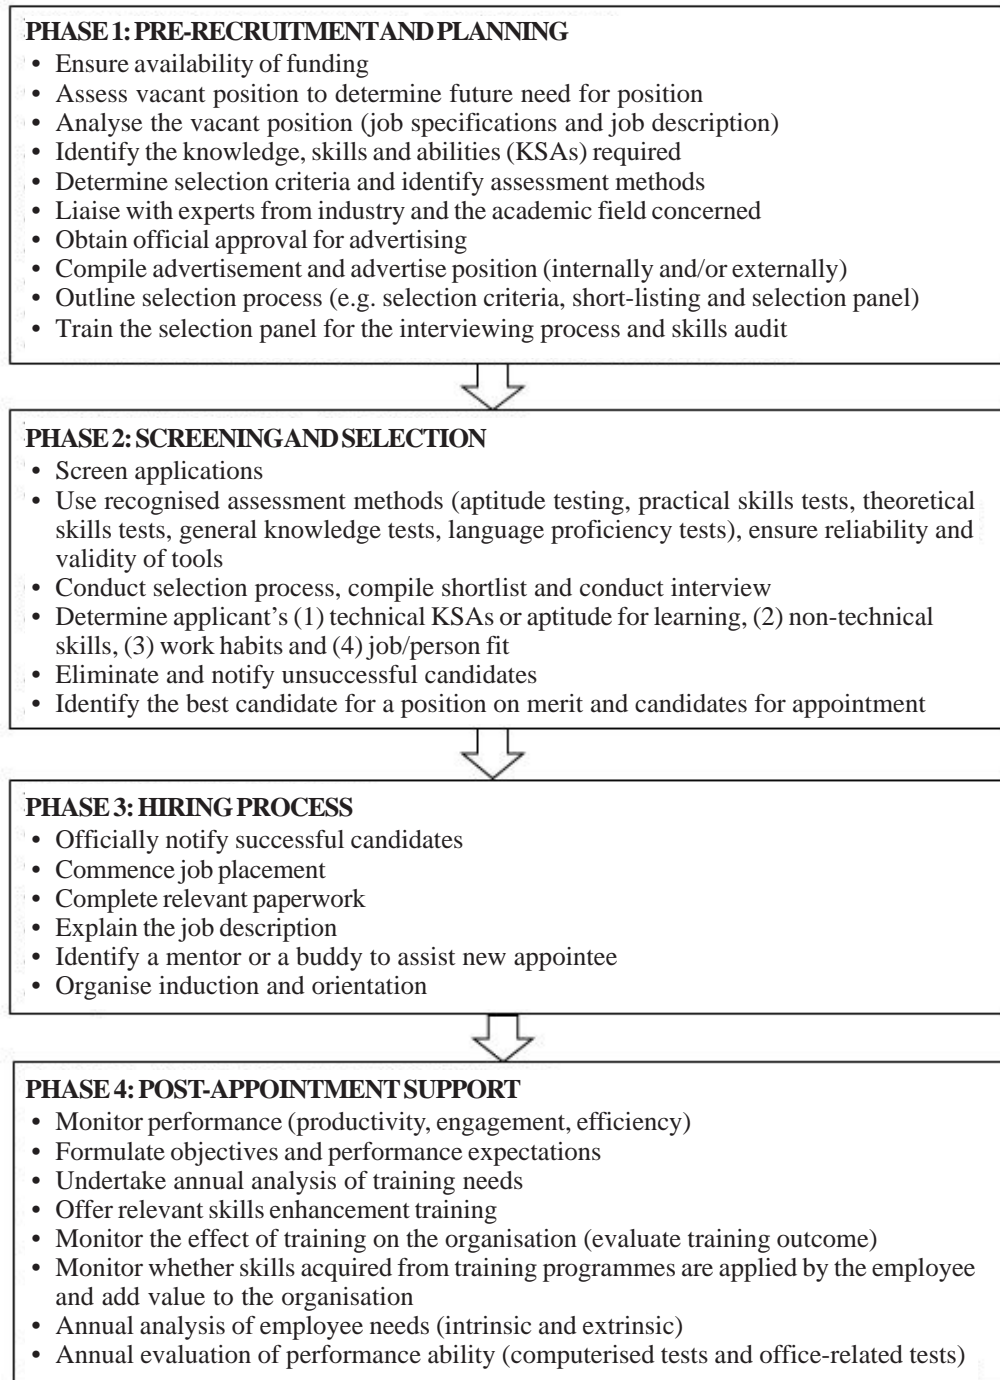 PHASE 1: PRE-RECRUITMENT AND PLANNING
• Ensure availability of funding
• Assess vacant position to determine future need for position
• Analyse the vacant position (job specifications and job description)
• Identify the knowledge, skills and abilities (KSAs) required
• Determine selection criteria and identify assessment methods
• Liaise with experts from industry and the academic field concerned
• Obtain official approval for advertising
• Compile advertisement and advertise position (internally and/or externally)
• Outline selection process (e.g. selection criteria, short-listing and selection panel)
• Train the selection panel for the interviewing process and skills audit
PHASE 2: SCREENING AND SELECTION
• Screen applications
• Use recognised assessment methods (aptitude testing, practical skills tests, theoretical
skills tests, general knowledge tests, language proficiency tests), ensure reliability and
validity of tools
• Conduct selection process, compile shortlist and conduct interview
• Determine applicant's (1) technical KSAs or aptitude for learning, (2) non-technical
skills, (3) work habits and (4) job/person fit
• Eliminate and notify unsuccessful candidates
• Identify the best candidate for a position on merit and candidates for appointment
PHASE 3: HIRING PROCESS
• Officially notify successful candidates
• Commence job placement
• Complete relevant paperwork
• Explain the job description
• Identify a mentor or a buddy to assist new appointee
• Organise induction and orientation
PHASE 4: POST-APPOINTMENT SUPPORT
• Monitor performance (productivity, engagement, efficiency)
• Formulate objectives and performance expectations
• Undertake annual analysis of training needs
• Offer relevant skills enhancement training
• Monitor the effect of training on the organisation (evaluate training outcome)
• Monitor whether skills acquired from training programmes are applied by the employee
and add value to the organisation
• Annual analysis of employee needs (intrinsic and extrinsic)
• Annual evaluation of performance ability (computerised tests and office-related tests)